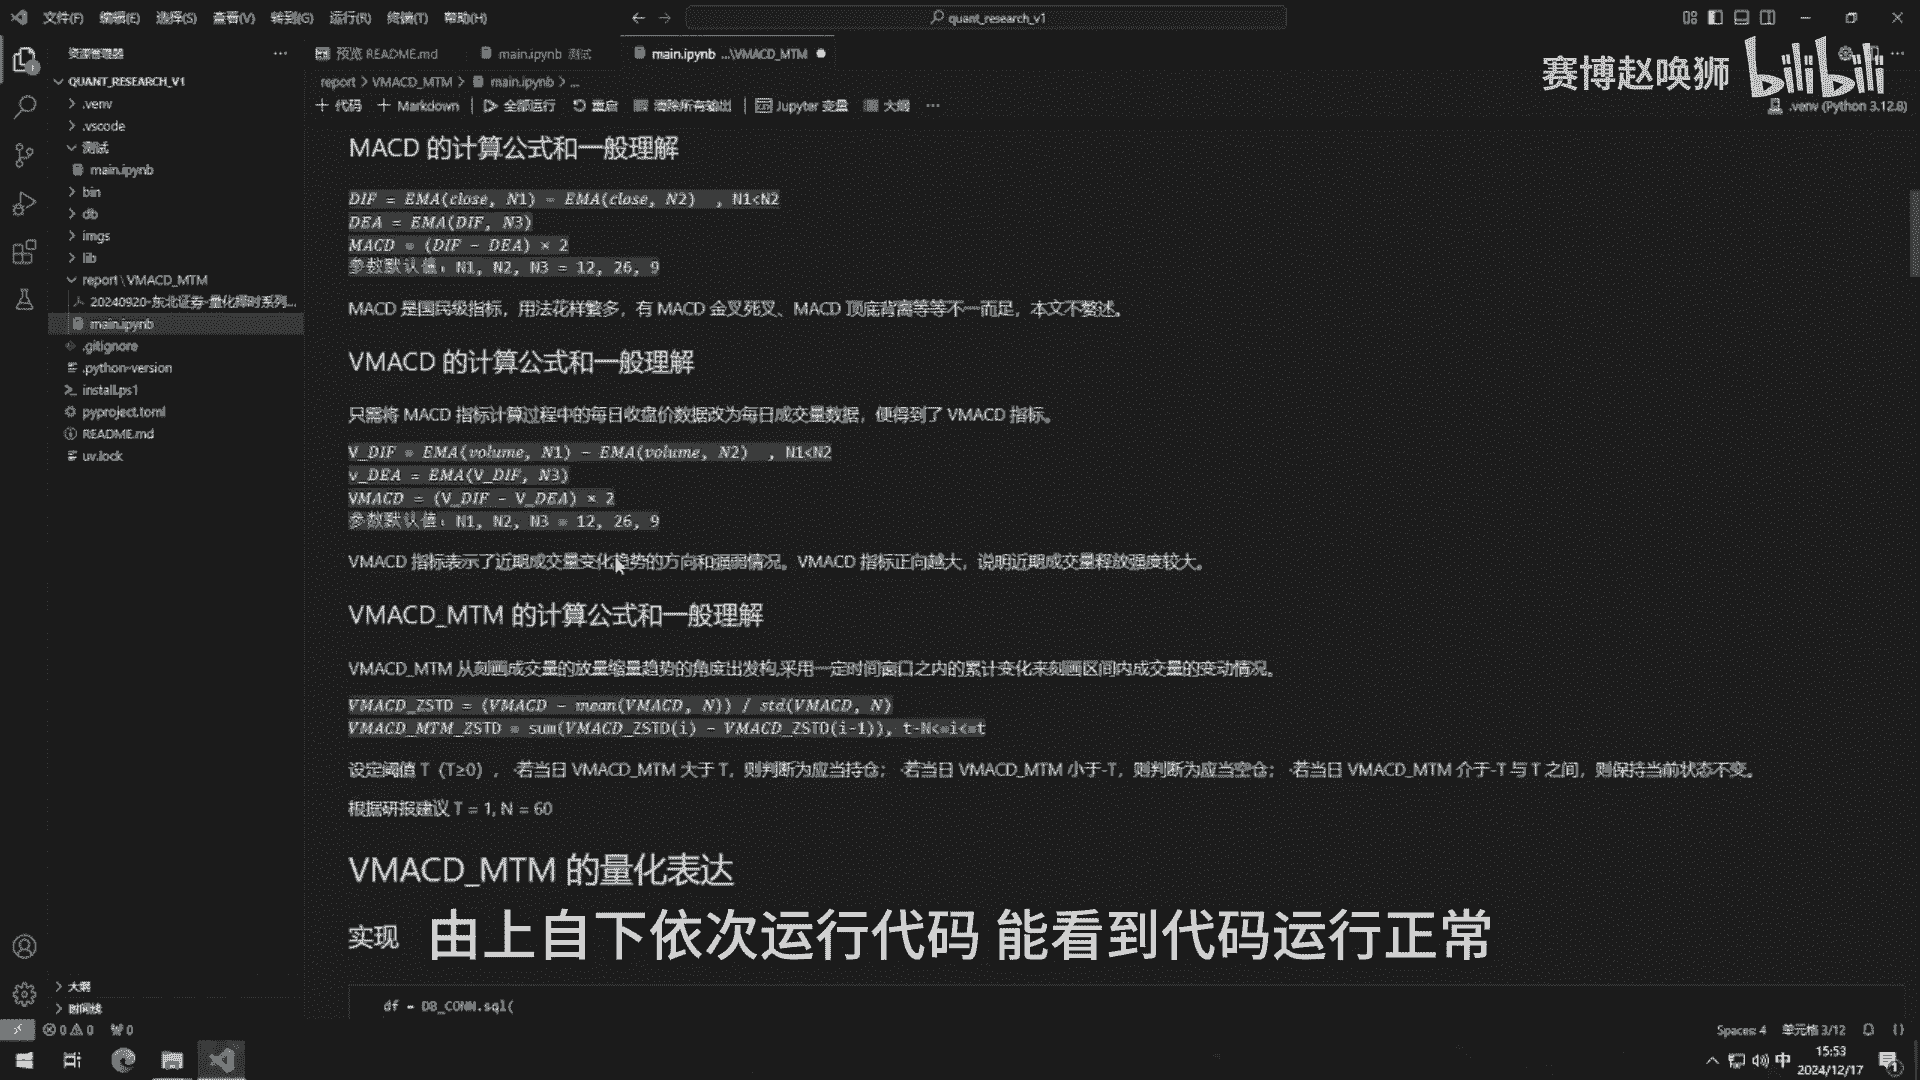 文件(F) 编辑(E) 选择(S) 查看(V) 转到(G) 运行(R) 终端(T) 帮助(H)
quant_research_v1
资源管理器
预览 README.md
main.ipynb 测试
main.ipynb ...\VMACD_MTM
赛博赵唤狮
bilibili
QUANT_RESEARCH_V1
report > VMACD_MTM > main.ipynb > ...
+ 代码 + Markdown
全部运行
重启
清除所有输出
Jupyter 变量
大纲
...
.venv (Python 3.12.8)
.venv
.vscode
测试
main.ipynb
bin
db
imgs
lib
report\VMACD_MTM
20240920-东北证券-量化择时系列...
main.ipynb
.gitignore
.python-version
install.ps1
pyproject.toml
README.md
uv.lock
大纲
时间线
MACD 的计算公式和一般理解
DIF = EMA(close, N1) - EMA(close, N2) , N1<N2
DEA = EMA(DIF, N3)
MACD = (DIF - DEA) × 2
参数默认值：N1, N2, N3 = 12, 26, 9
MACD 是国民级指标，用法花样繁多，有 MACD 金叉死叉、MACD 顶底背离等等不一而足，本文不赘述。
VMACD 的计算公式和一般理解
只需将 MACD 指标计算过程中的每日收盘价数据改为每日成交量数据，便得到了 VMACD 指标。
V_DIF = EMA(volume, N1) - EMA(volume, N2) , N1<N2
v_DEA = EMA(V_DIF, N3)
VMACD = (V_DIF - V_DEA) × 2
参数默认值：N1, N2, N3 = 12, 26, 9
VMACD 指标表示了近期成交量变化趋势的方向和强弱情况。VMACD 指标正向越大，说明近期成交量释放强度较大。
VMACD_MTM 的计算公式和一般理解
VMACD_MTM 从刻画成交量的放量缩量趋势的角度出发构,采用一定时间窗口之内的累计变化来刻画区间内成交量的变动情况。
VMACD_ZSTD = (VMACD - mean(VMACD, N)) / std(VMACD, N)
VMACD_MTM_ZSTD = sum(VMACD_ZSTD(i) - VMACD_ZSTD(i-1)), t-N<=i<=t
设定阈值 T（T≥0）， ·若当日 VMACD_MTM 大于 T，则判断为应当持仓； ·若当日 VMACD_MTM 小于-T，则判断为应当空仓； ·若当日 VMACD_MTM 介于-T 与 T 之间，则保持当前状态不变。
根据研报建议 T = 1, N = 60
VMACD_MTM 的量化表达
实现
由上自下依次运行代码 能看到代码运行正常
df = DB_CONN.sql(
0 0 0
Spaces: 4 单元格 3/12
中
15:53
2024/12/17